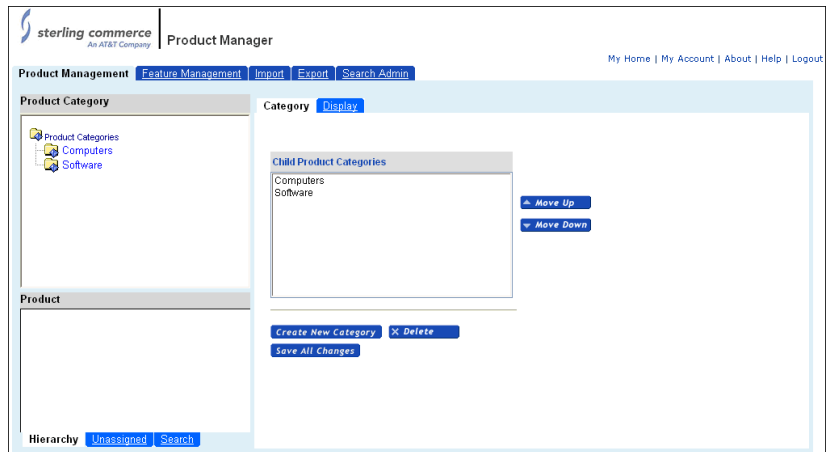 sterling commerce
An AT&T Company
Product Manager
My Home | My Account | About | Help | Logout
Product Management Feature Management Import Export Search Admin
Product Category
Product Categories
Computers
Software
Product
Hierarchy Unassigned Search
Category Display
Child Product Categories
Computers
Software
Move Up
Move Down
Create New Category X Delete
Save All Changes